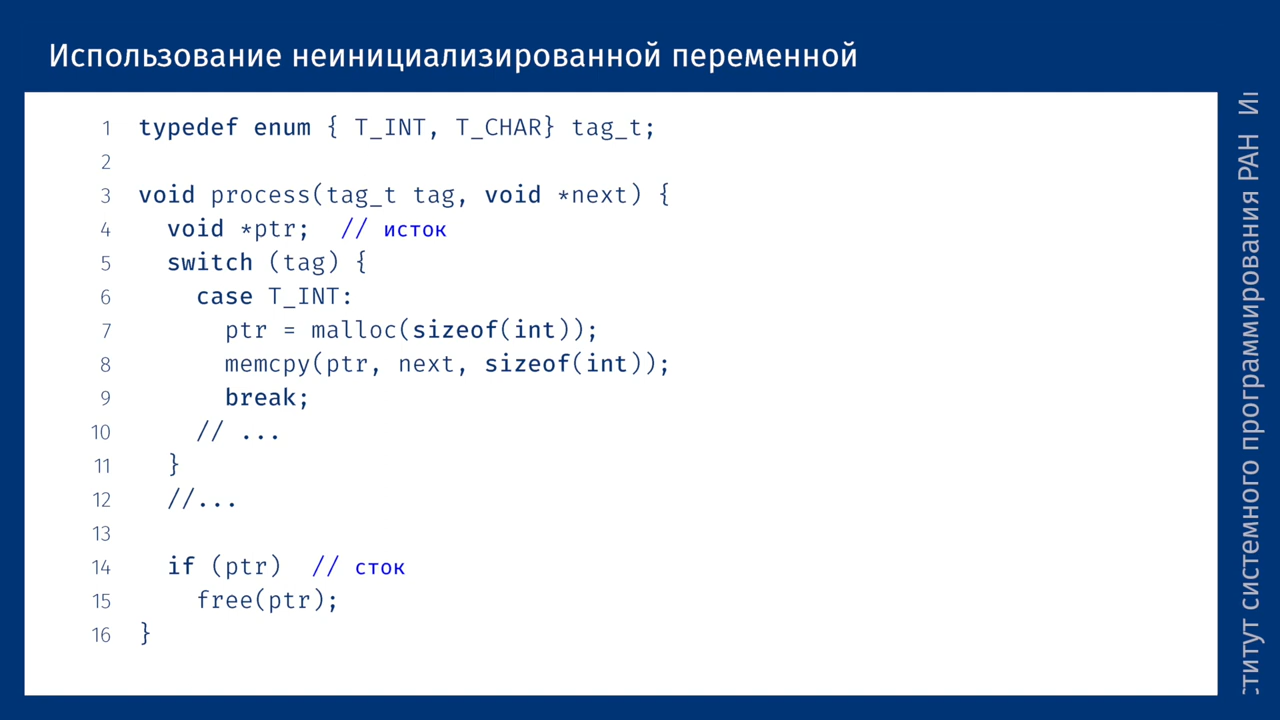 Использование неинициализированной переменной
1 typedef enum { T_INT, T_CHAR} tag_t;
2
3 void process(tag_t tag, void *next) {
4 void *ptr; // исток
5 switch (tag) {
6 case T_INT:
7 ptr = malloc(sizeof(int));
8 memcpy(ptr, next, sizeof(int));
9 break;
10 // ...
11 }
12 //...
13
14 if (ptr) // сток
15 free(ptr);
16 }
системного программирования РАН